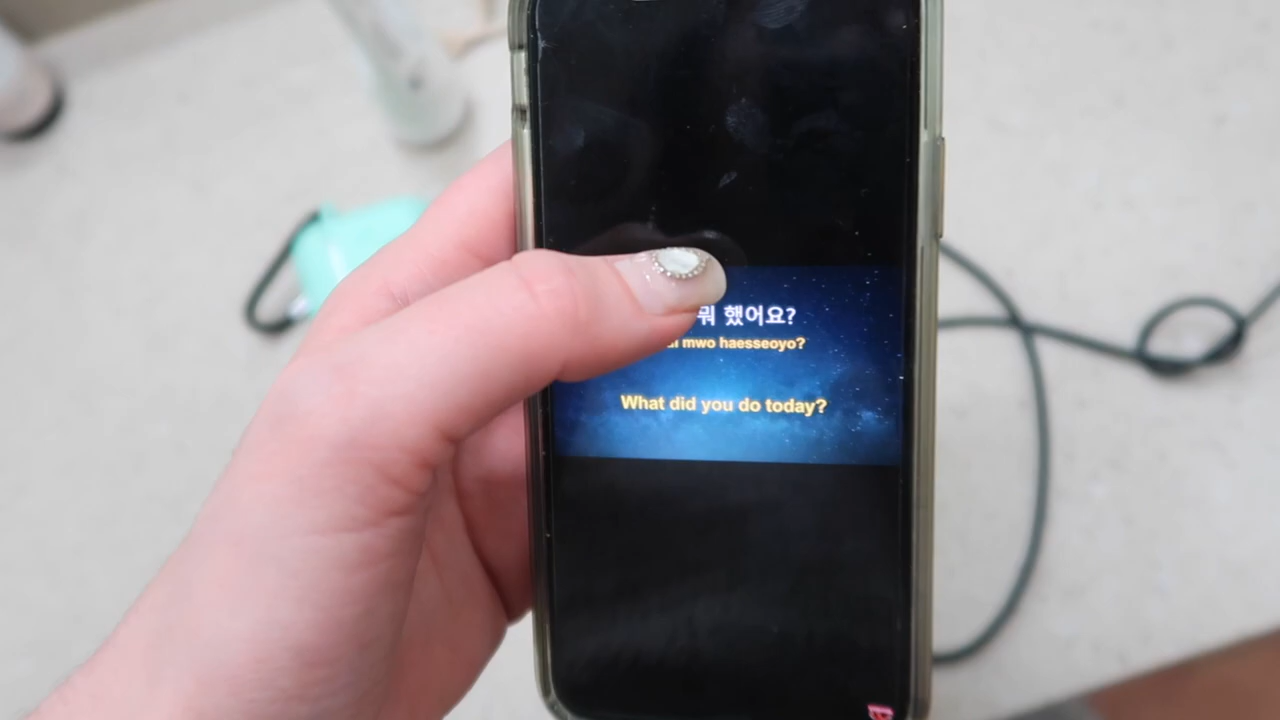 뭐 했어요?
mwo haesseoyo?
What did you do today?